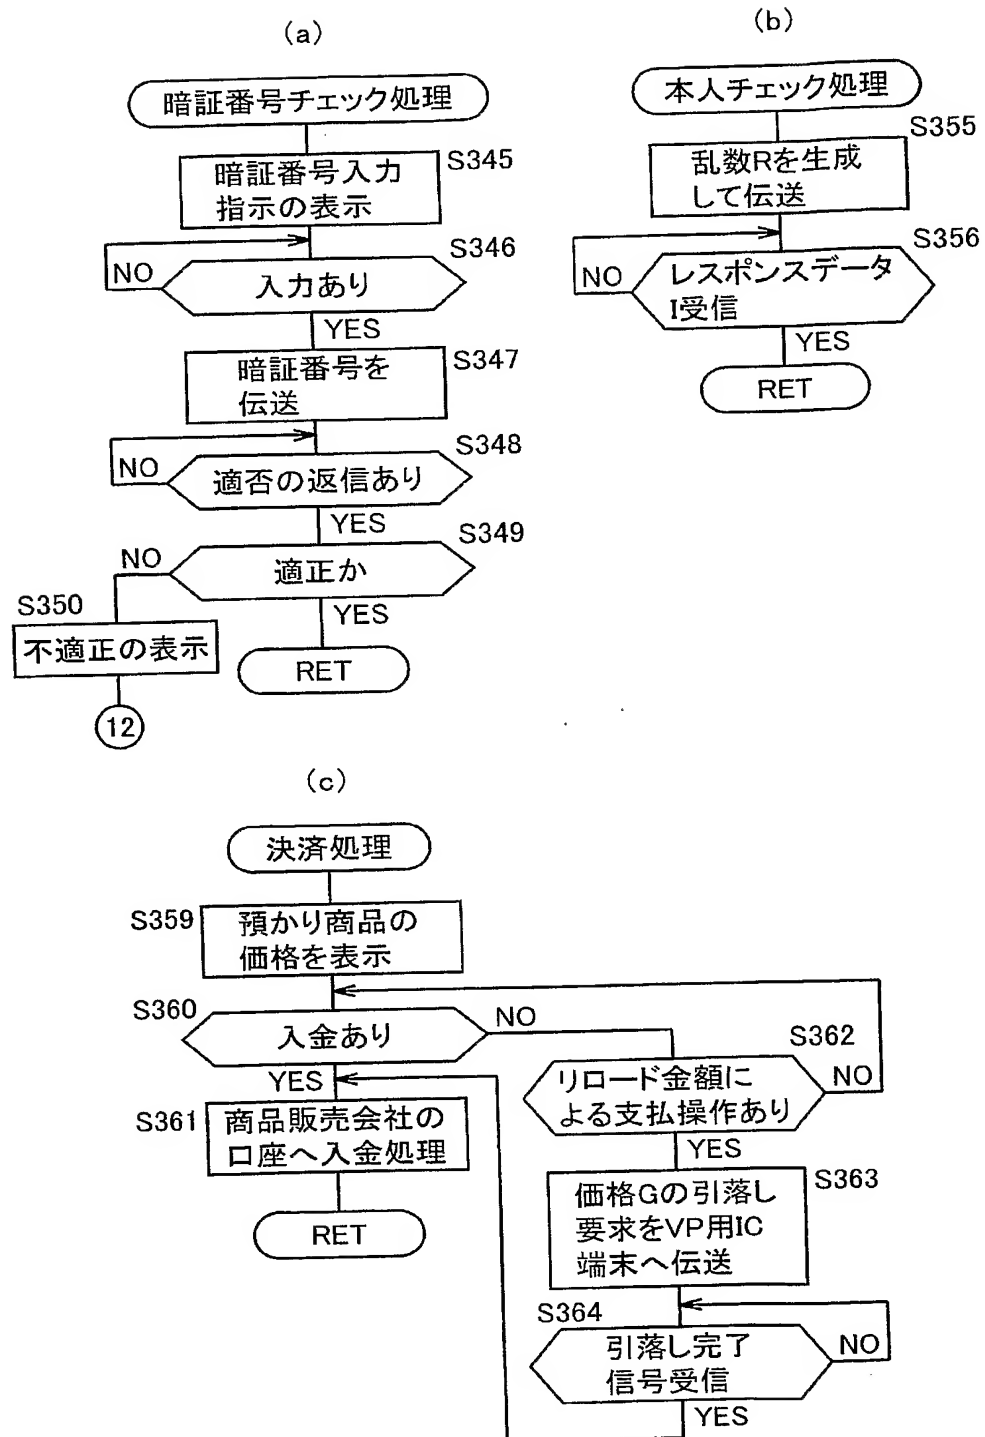 (a)
暗証番号チェック処理
S345
暗証番号入力
指示の表示
S346
NO
入力あり
YES
S347
暗証番号を
伝送
S348
NO
適否の返信あり
YES
S349
NO
適正か
YES
S350
不適正の表示
RET
12
(b)
本人チェック処理
S355
乱数Rを生成
して伝送
S356
NO
レスポンスデータ
I受信
YES
RET
(c)
決済処理
S359
預かり商品の
価格を表示
S360
入金あり
NO
YES
S361
商品販売会社の
口座へ入金処理
RET
S362
リロード金額に
よる支払操作あり
NO
YES
S363
価格Gの引落し
要求をVP用IC
端末へ伝送
S364
引落し完了
信号受信
NO
YES